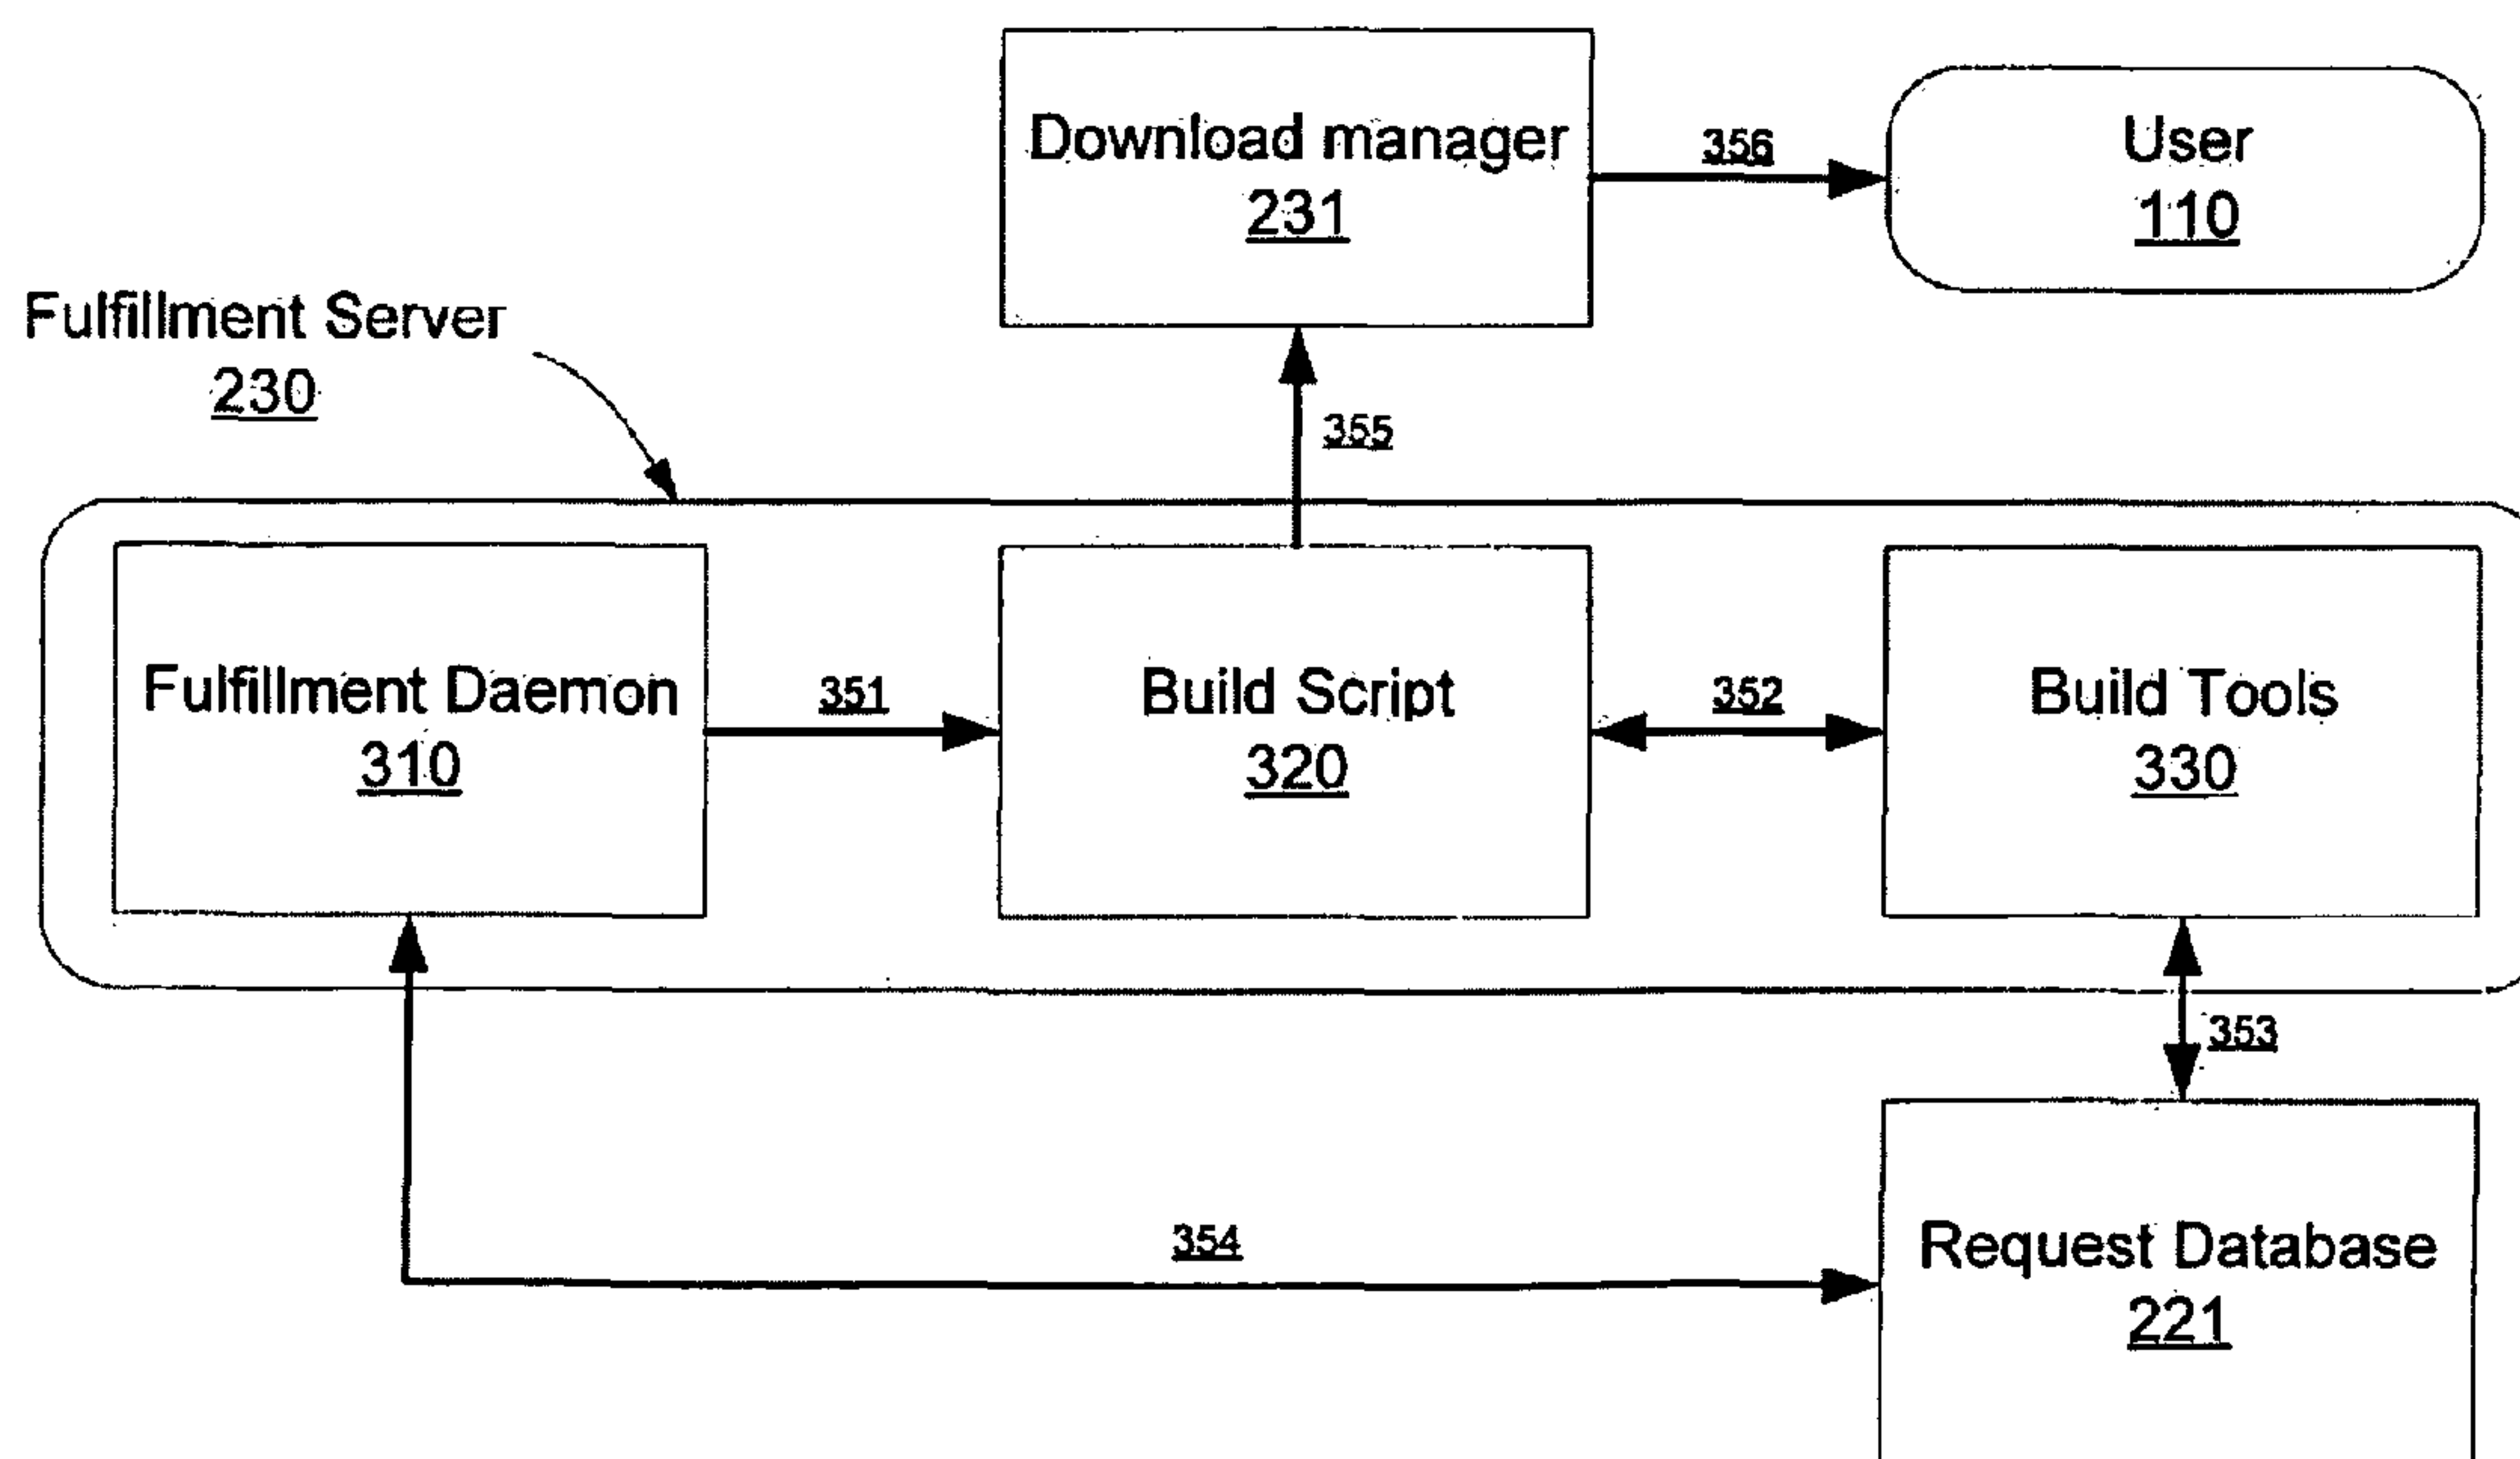 Download manager
231
356
User
110
Fulfillment Server
230
355
Fulfillment Daemon
310
351
Build Script
320
352
Build Tools
330
353
354
Request Database
221